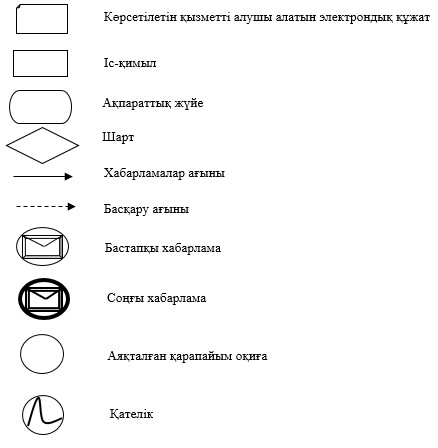 Көрсетілетін қызметті алушы алатын электрондық құжат
Іс-қимыл
Ақпараттық жүйе
Шарт
Хабарламалар ағыны
Басқару ағыны
Бастапқы хабарлама
Соңғы хабарлама
Аяқталған қарапайым оқиға
Қателік